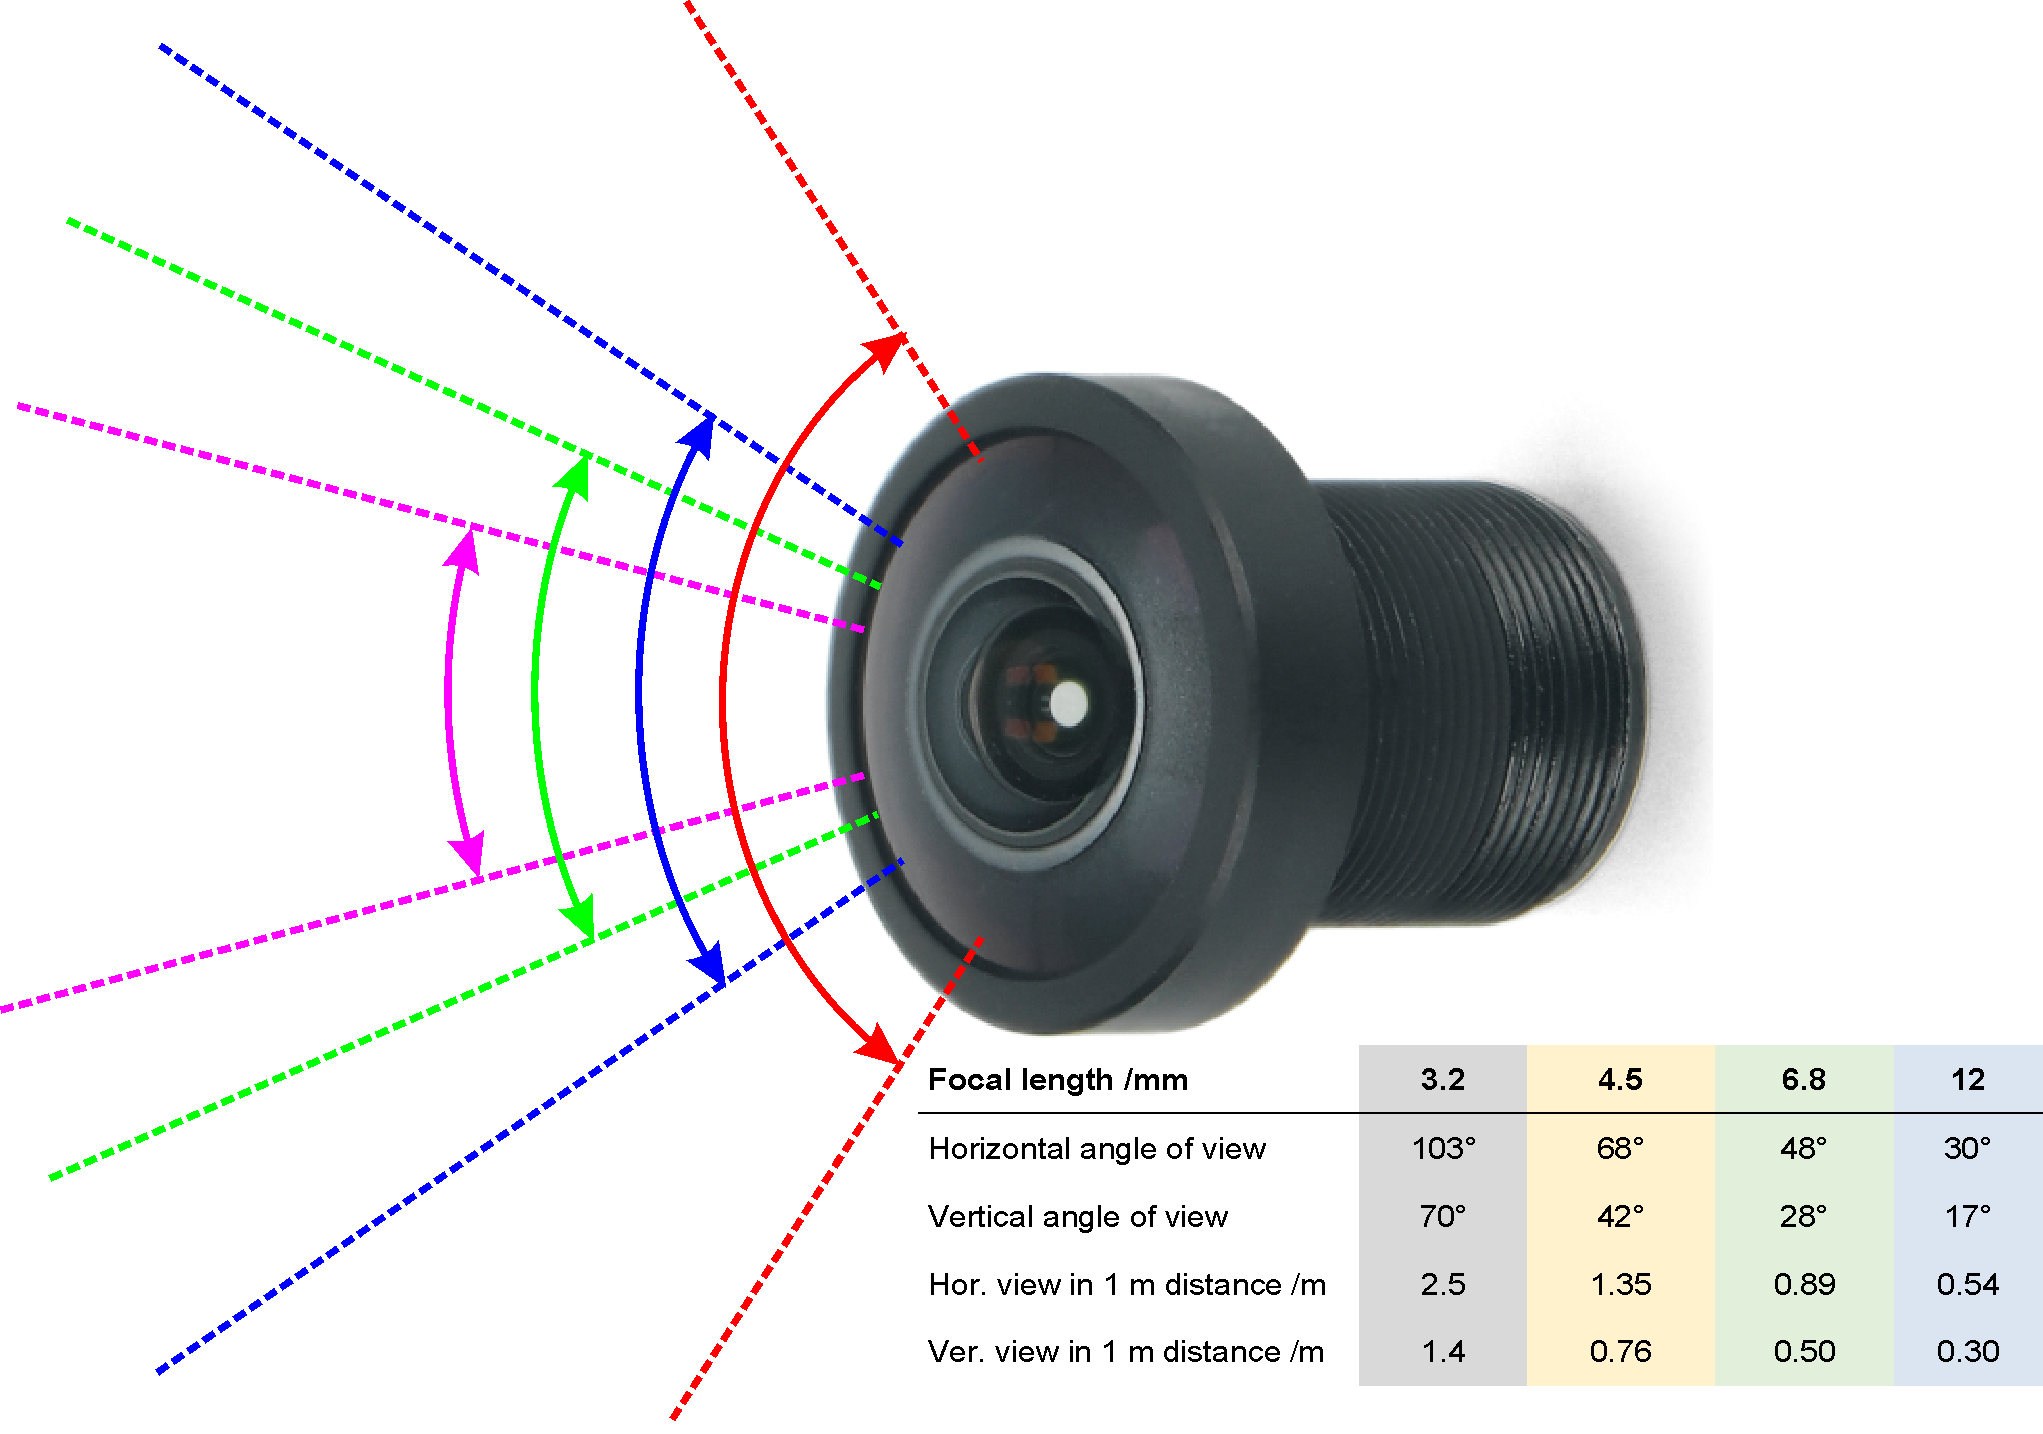 Focal length /mm 3.2 4.5 6.8 12
Horizontal angle of view 103° 68° 48° 30°
Vertical angle of view 70° 42° 28° 17°
Hor. view in 1 m distance /m 2.5 1.35 0.89 0.54
Ver. view in 1 m distance /m 1.4 0.76 0.50 0.30